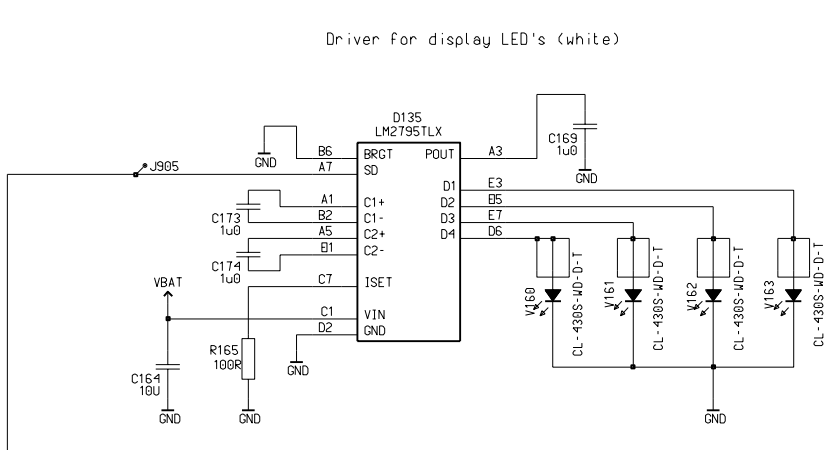 Driver for display LED's (white)
D135
LM2795TLX
J905
GND
B6
BRGT
POUT
A3
C169
1u0
GND
A7
SD
D1
E3
C173
1u0
A1
C1+
D2
E5
B2
C1-
D3
E7
A5
C2+
D4
D6
C174
1u0
E1
C2-
VBAT
C7
ISET
C1
VIN
D2
GND
GND
C164
10U
GND
R165
100R
GND
V160
CL-430S-WD-D-T
V161
CL-430S-WD-D-T
V162
CL-430S-WD-D-T
V163
CL-430S-WD-D-T
GND